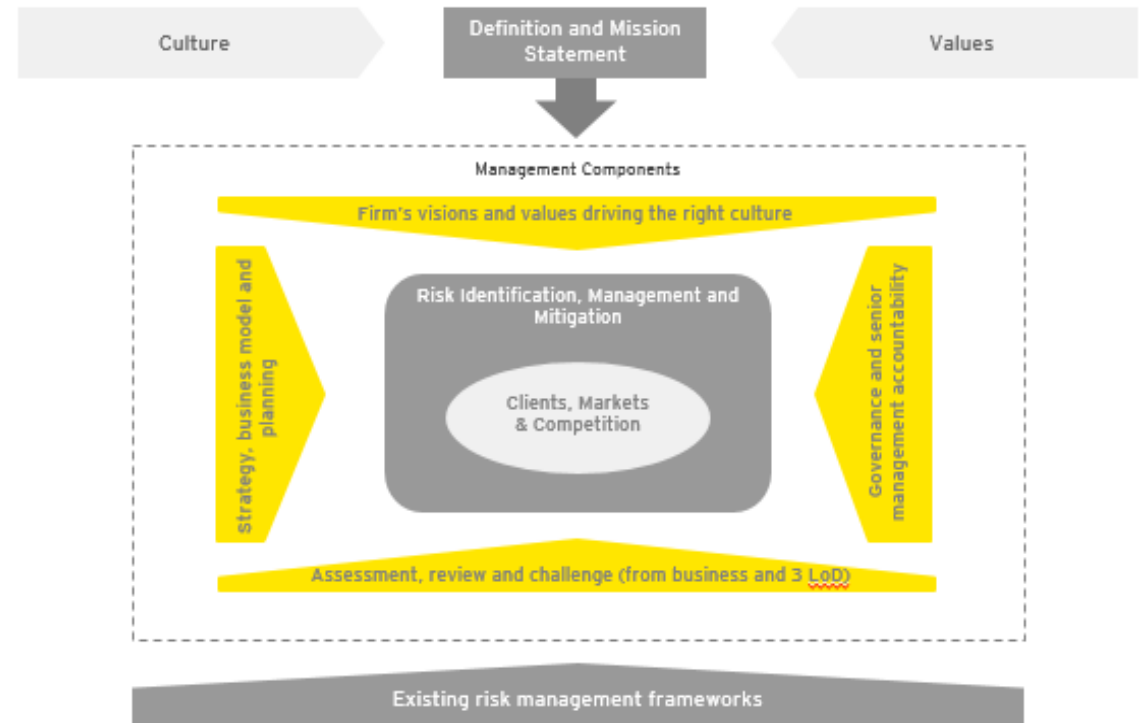 Culture
Definition and Mission
Statement
Values
Management Components
Firm's visions and values driving the right culture
Strategy, business model and
planning
Risk Identification, Management and
Mitigation
Clients, Markets
& Competition
Governance and senior
management accountability
Assessment, review and challenge (from business and 3 LoD)
Existing risk management frameworks